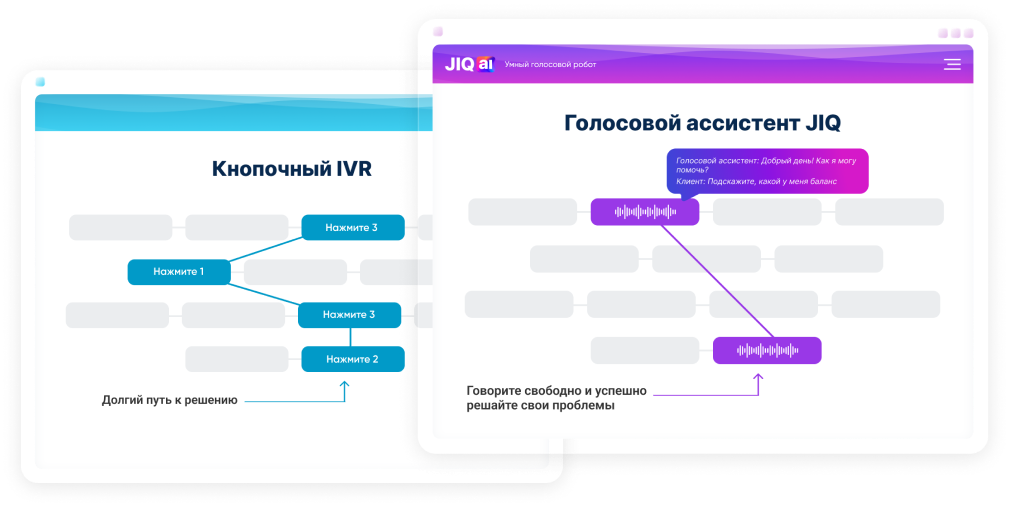 Кнопочный IVR
Нажмите 3
Нажмите 1
Нажмите 3
Нажмите 2
Долгий путь к решению
JIQ ai
Умный голосовой робот
Голосовой ассистент JIQ
Голосовой ассистент: Добрый день! Как я могу
помочь?
Клиент: Подскажите, какой у меня баланс
Говорите свободно и успешно
решайте свои проблемы